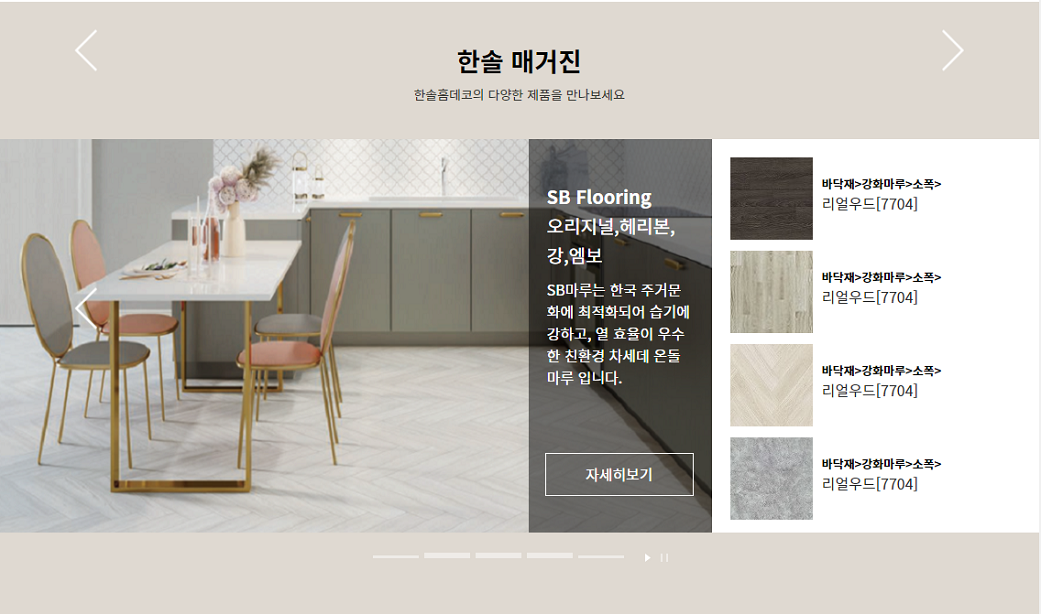 한솔 매거진
한솔홈데코의 다양한 제품을 만나보세요
SB Flooring
오리지널,헤리본,
강,엠보
SB마루는 한국 주거문
화에 최적화되어 습기에
강하고, 열 효율이 우수
한 친환경 차세데 온돌
마루 입니다.
자세히보기
바닥재>강화마루>소폭>
리얼우드[7704]
바닥재>강화마루>소폭>
리얼우드[7704]
바닥재>강화마루>소폭>
리얼우드[7704]
바닥재>강화마루>소폭>
리얼우드[7704]